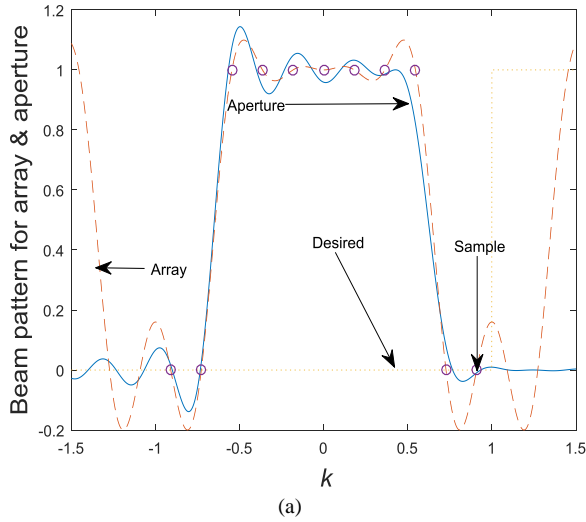 Beam pattern for array & aperture
1.2
1
0.8
0.6
0.4
0.2
0
-0.2
Aperture
Desired
Sample
Array
-1.5 -1 -0.5 0 0.5 1 1.5
k
(a)